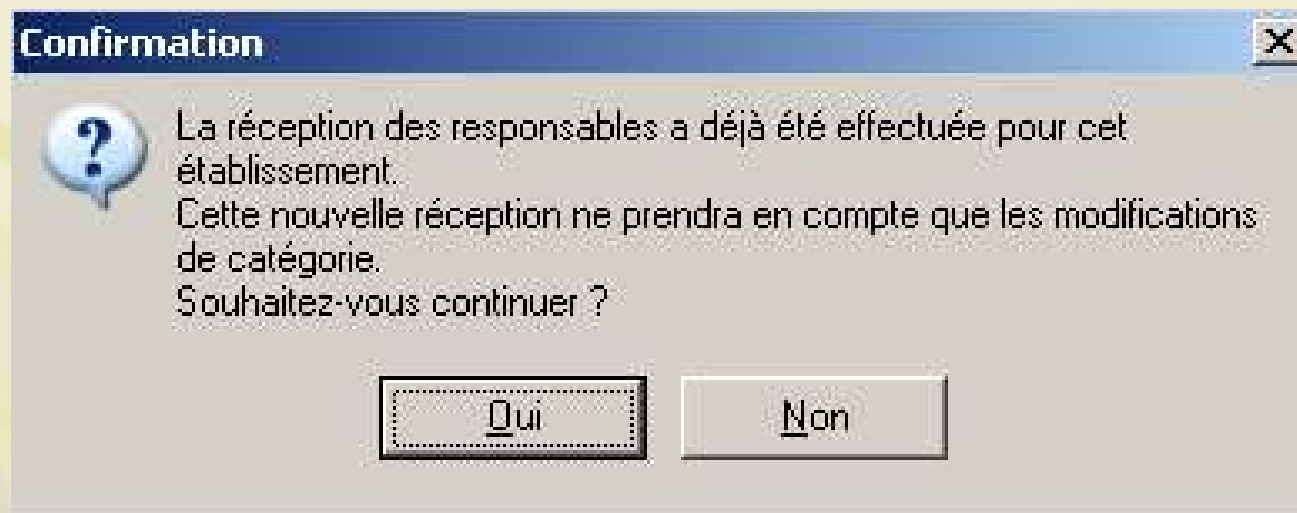 Confirmation
?
La réception des responsables a déjà été effectuée pour cet
établissement.
Cette nouvelle réception ne prendra en compte que les modifications
de catégorie.
Souhaitez-vous continuer ?
Oui
Non